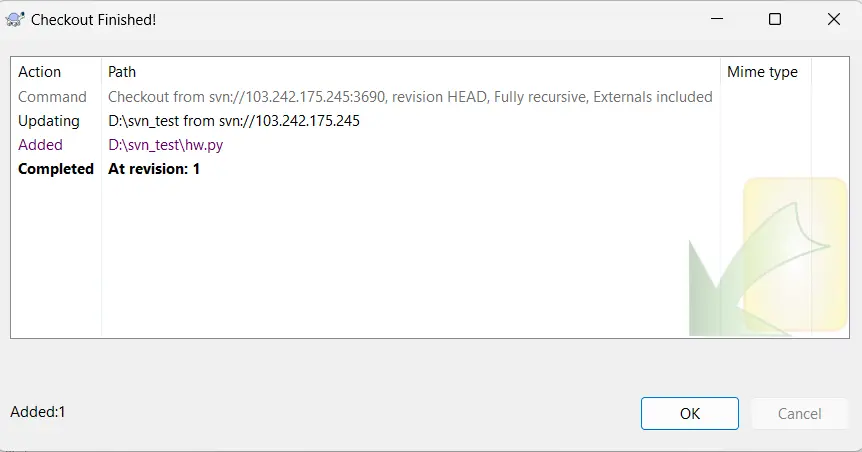 Checkout Finished!
Action Path Mime type
Command Checkout from svn://103.242.175.245:3690, revision HEAD, Fully recursive, Externals included
Updating D:\svn_test from svn://103.242.175.245
Added D:\svn_test\hw.py
Completed At revision: 1
Added:1
OK Cancel